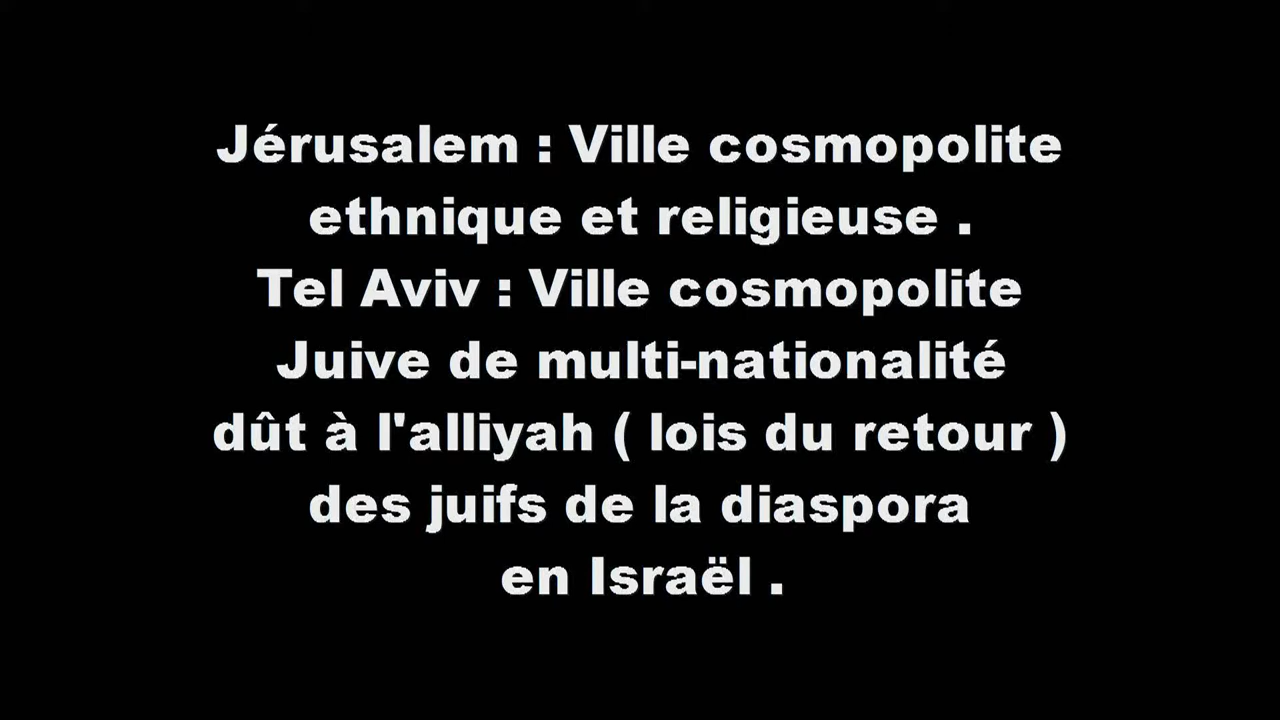 Jérusalem : Ville cosmopolite
ethnique et religieuse .
Tel Aviv : Ville cosmopolite
Juive de multi-nationalité
dût à l'alliyah ( lois du retour )
des juifs de la diaspora
en Israël .